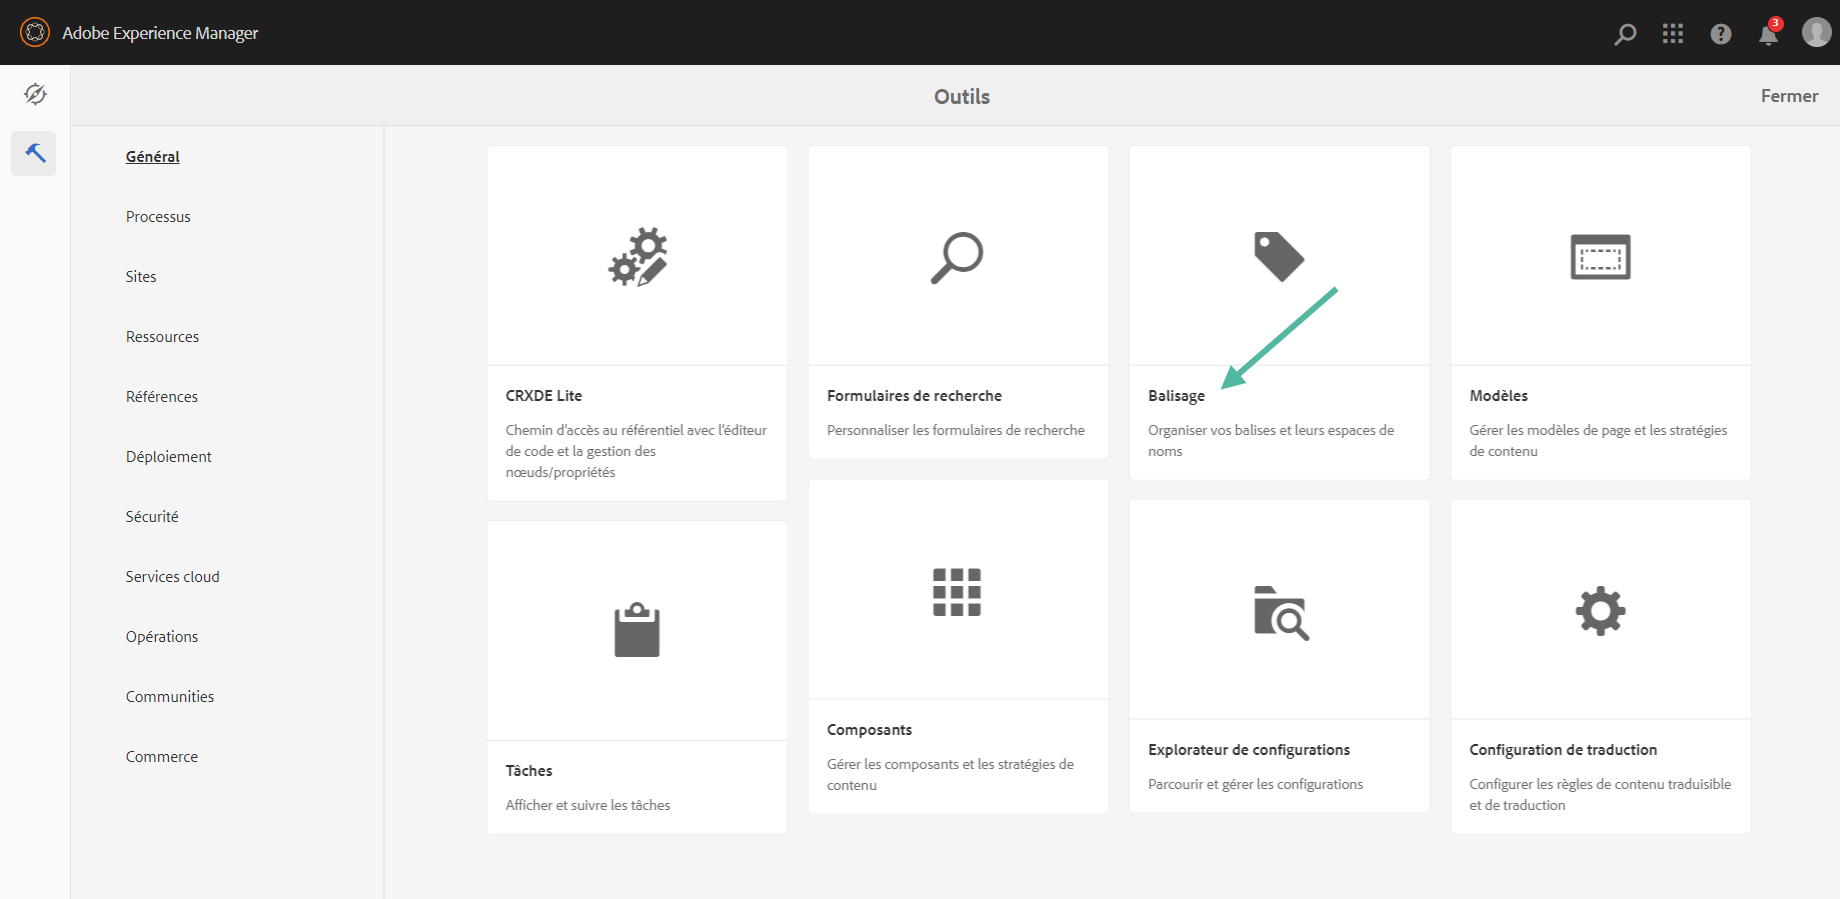 Adobe Experience Manager
3
Outils
Fermer
Général
Processus
Sites
Ressources
Références
Déploiement
Sécurité
Services cloud
Opérations
Communities
Commerce
CRXDE Lite
Chemin d'accès au référentiel avec l'éditeur
de code et la gestion des
nœuds/propriétés
Formulaires de recherche
Personnaliser les formulaires de recherche
Balisage
Organiser vos balises et leurs espaces de
noms
Modèles
Gérer les modèles de page et les stratégies
de contenu
Tâches
Afficher et suivre les tâches
Composants
Gérer les composants et les stratégies de
contenu
Explorateur de configurations
Parcourir et gérer les configurations
Configuration de traduction
Configurer les règles de contenu traduisible
et de traduction